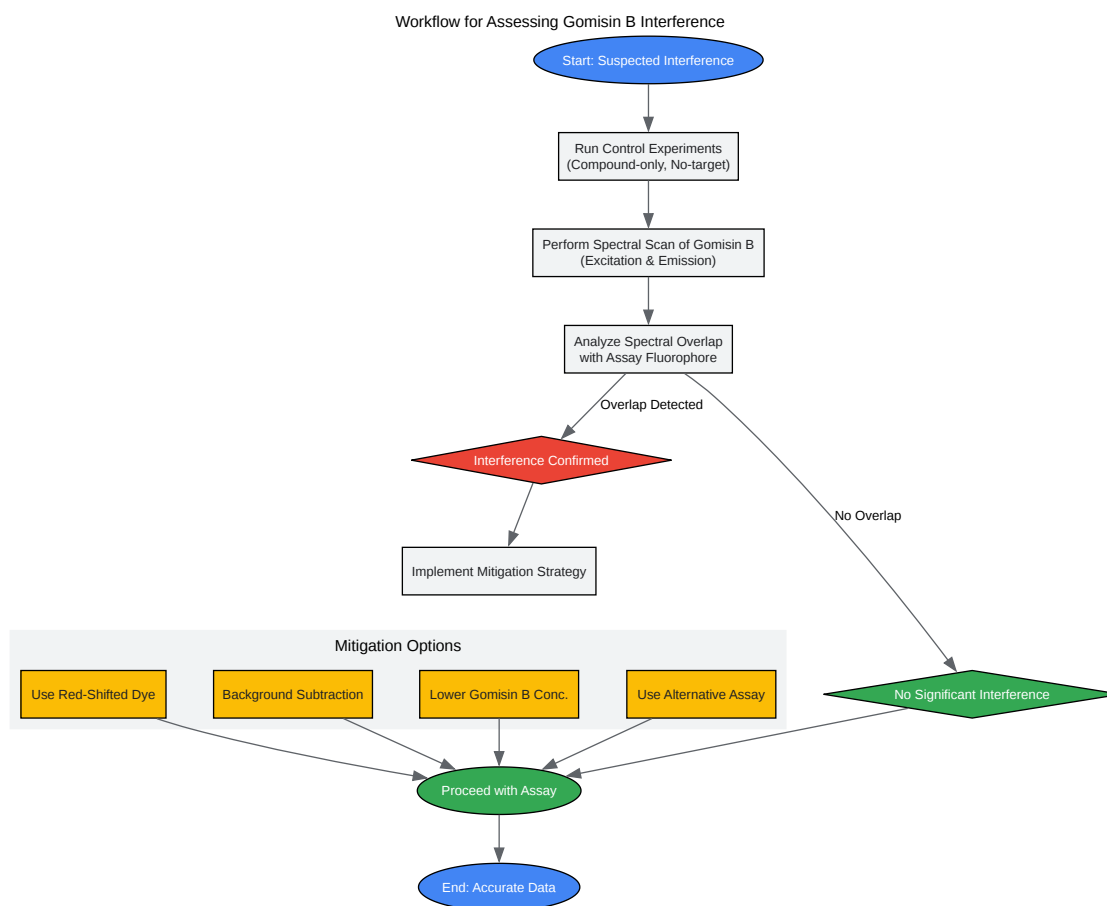 Workflow for Assessing Gomisin B Interference
Start: Suspected Interference
Run Control Experiments
(Compound-only, No-target)
Perform Spectral Scan of Gomisin B
(Excitation & Emission)
Analyze Spectral Overlap
with Assay Fluorophore
Overlap Detected
Interference Confirmed
No Overlap
Implement Mitigation Strategy
Mitigation Options
Use Red-Shifted Dye
Background Subtraction
Lower Gomisin B Conc.
Use Alternative Assay
No Significant Interference
Proceed with Assay
End: Accurate Data